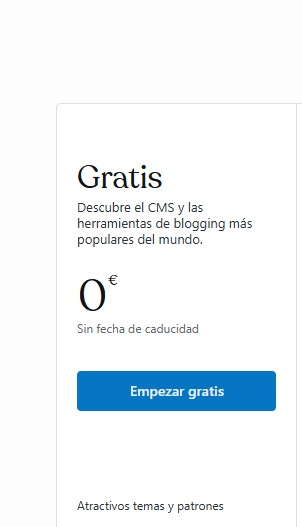 Gratis
Descubre el CMS y las
herramientas de blogging más
populares del mundo.
0€
Sin fecha de caducidad
Empezar gratis
Atractivos temas y patrones